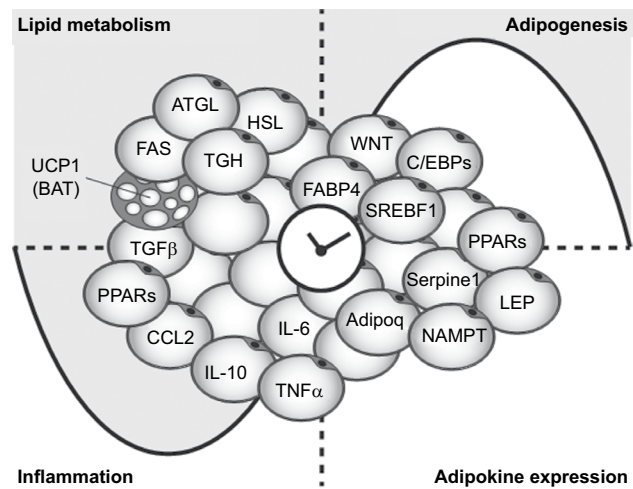 Lipid metabolism
Adipogenesis
ATGL
HSL
FAS
TGH
WNT
C/EBPs
UCP1
(BAT)
FABP4
SREBF1
TGFβ
PPARs
PPARs
Serpine1
LEP
CCL2
IL-6
Adipoq
NAMPT
IL-10
TNFα
Inflammation
Adipokine expression